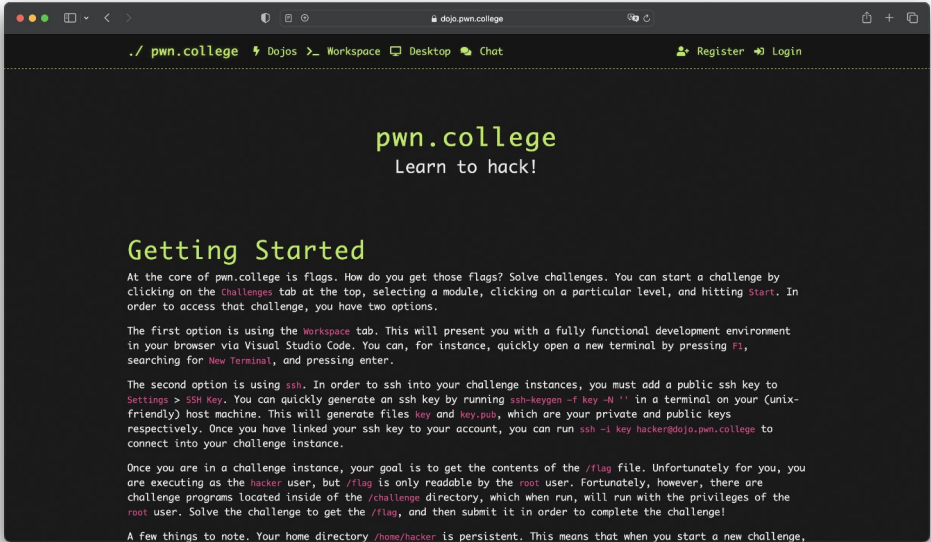 dojo.pwn.college
./ pwn.college Dojos >_ Workspace Desktop Chat Register Login
pwn.college
Learn to hack!
Getting Started
At the core of pwn.college is flags. How do you get those flags? Solve challenges. You can start a challenge by
clicking on the Challenges tab at the top, selecting a module, clicking on a particular level, and hitting Start. In
order to access that challenge, you have two options.
The first option is using the Workspace tab. This will present you with a fully functional development environment
in your browser via Visual Studio Code. You can, for instance, quickly open a new terminal by pressing F1,
searching for New Terminal, and pressing enter.
The second option is using ssh. In order to ssh into your challenge instances, you must add a public ssh key to
Settings > SSH Key. You can quickly generate an ssh key by running ssh-keygen -f key -N '' in a terminal on your (unix-
friendly) host machine. This will generate files key and key.pub, which are your private and public keys
respectively. Once you have linked your ssh key to your account, you can run ssh -i key hacker@dojo.pwn.college to
connect into your challenge instance.
Once you are in a challenge instance, your goal is to get the contents of the /flag file. Unfortunately for you, you
are executing as the hacker user, but /flag is only readable by the root user. Fortunately, however, there are
challenge programs located inside of the /challenge directory, which when run, will run with the privileges of the
root user. Solve the challenge to get the /flag, and then submit it in order to complete the challenge!
A few things to note. Your home directory /home/hacker is persistent. This means that when you start a new challenge,